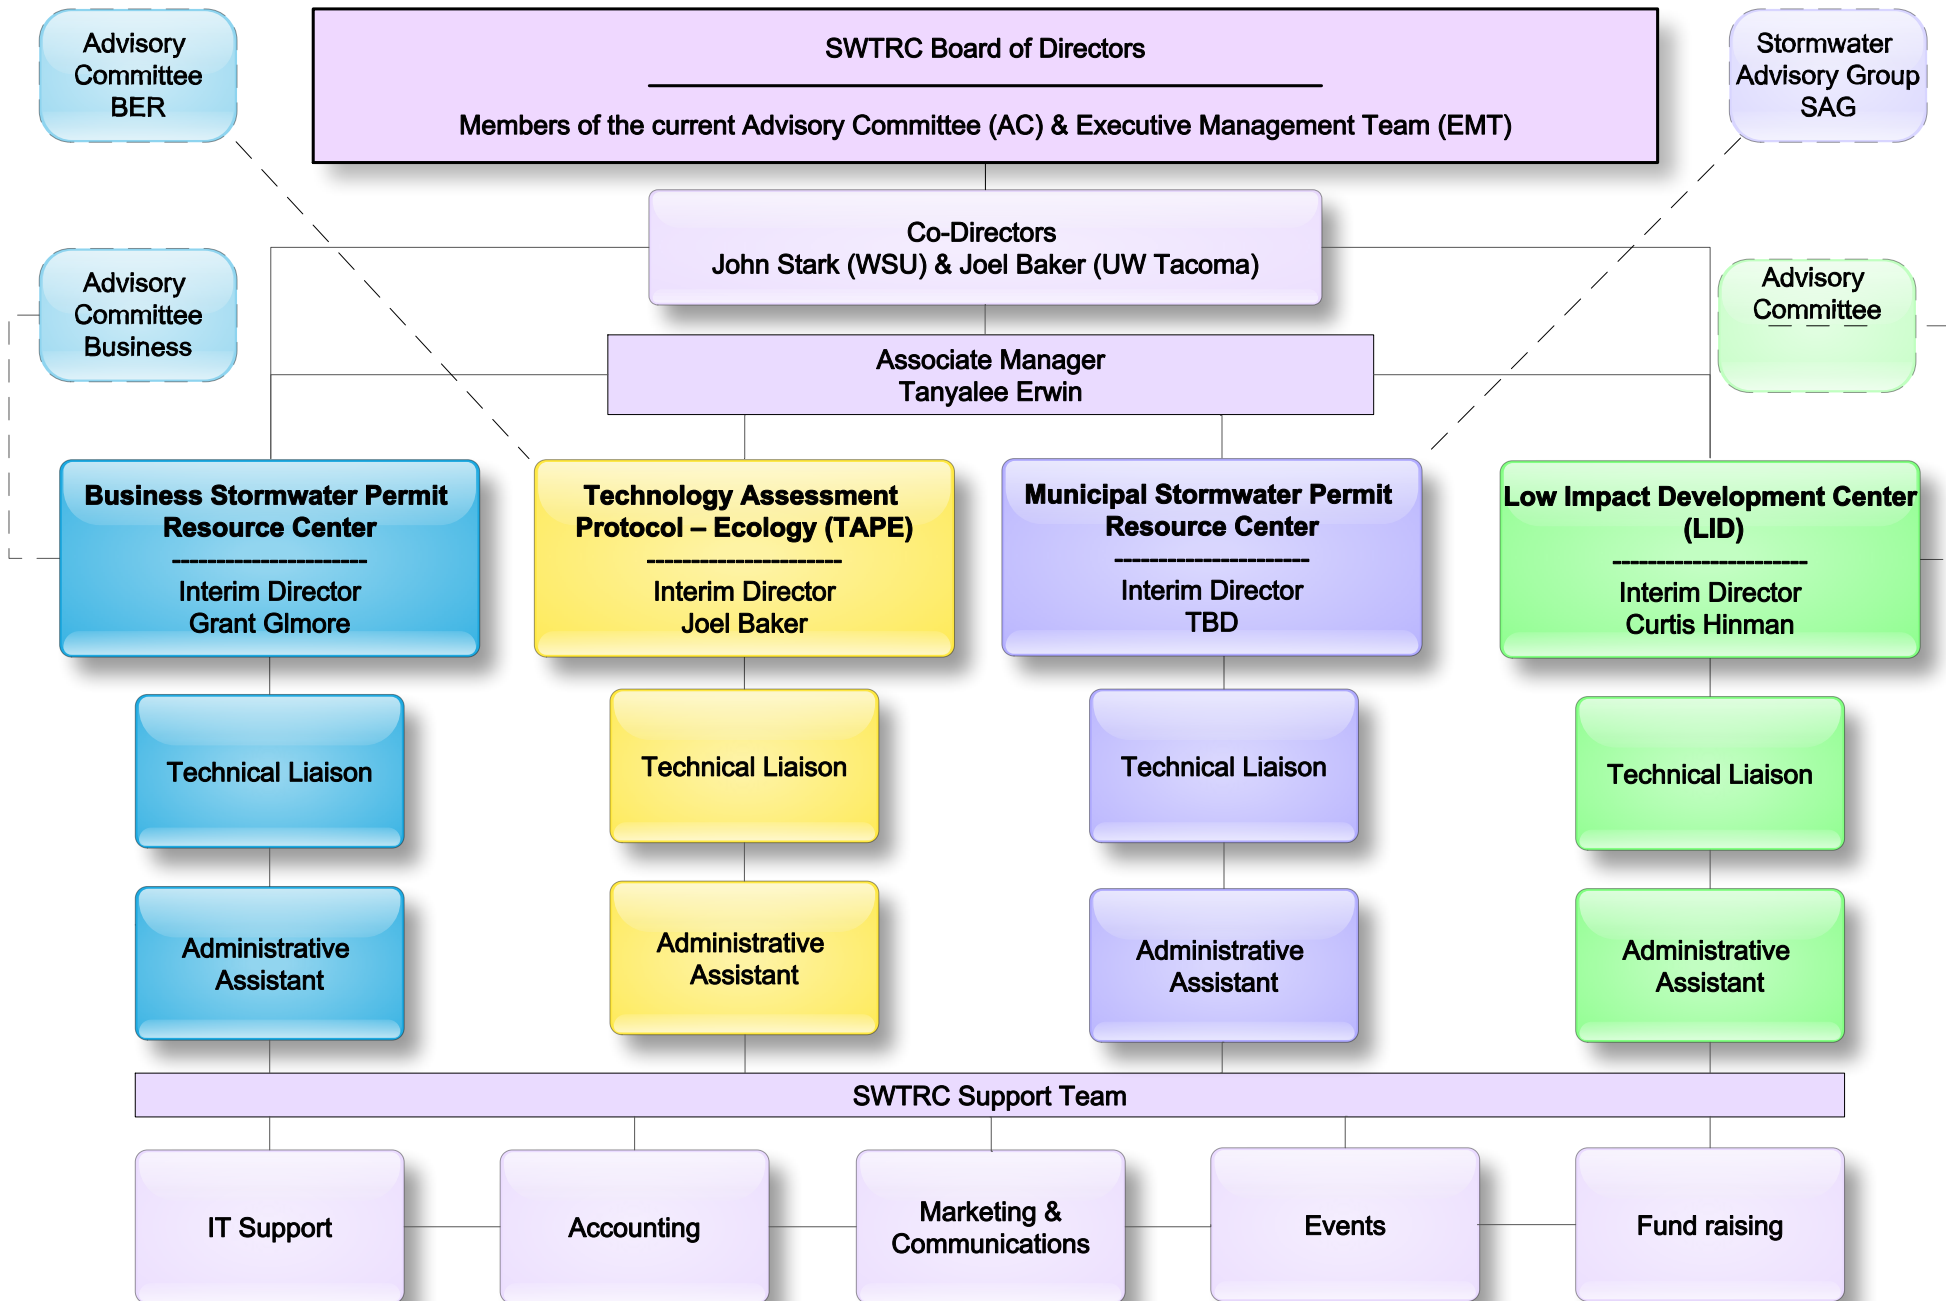 Advisory
Committee
BER
SWTRC Board of Directors
Members of the current Advisory Committee (AC) & Executive Management Team (EMT)
Stormwater
Advisory Group
SAG
Co-Directors
John Stark (WSU) & Joel Baker (UW Tacoma)
Advisory
Committee
Business
Advisory
Committee
Associate Manager
Tanyalee Erwin
Business Stormwater Permit
Resource Center
----------------------
Interim Director
Grant Glmore
Technology Assessment
Protocol – Ecology (TAPE)
----------------------
Interim Director
Joel Baker
Municipal Stormwater Permit
Resource Center
----------------------
Interim Director
TBD
Low Impact Development Center
(LID)
----------------------
Interim Director
Curtis Hinman
Technical Liaison
Technical Liaison
Technical Liaison
Technical Liaison
Administrative
Assistant
Administrative
Assistant
Administrative
Assistant
Administrative
Assistant
SWTRC Support Team
IT Support
Accounting
Marketing &
Communications
Events
Fund raising